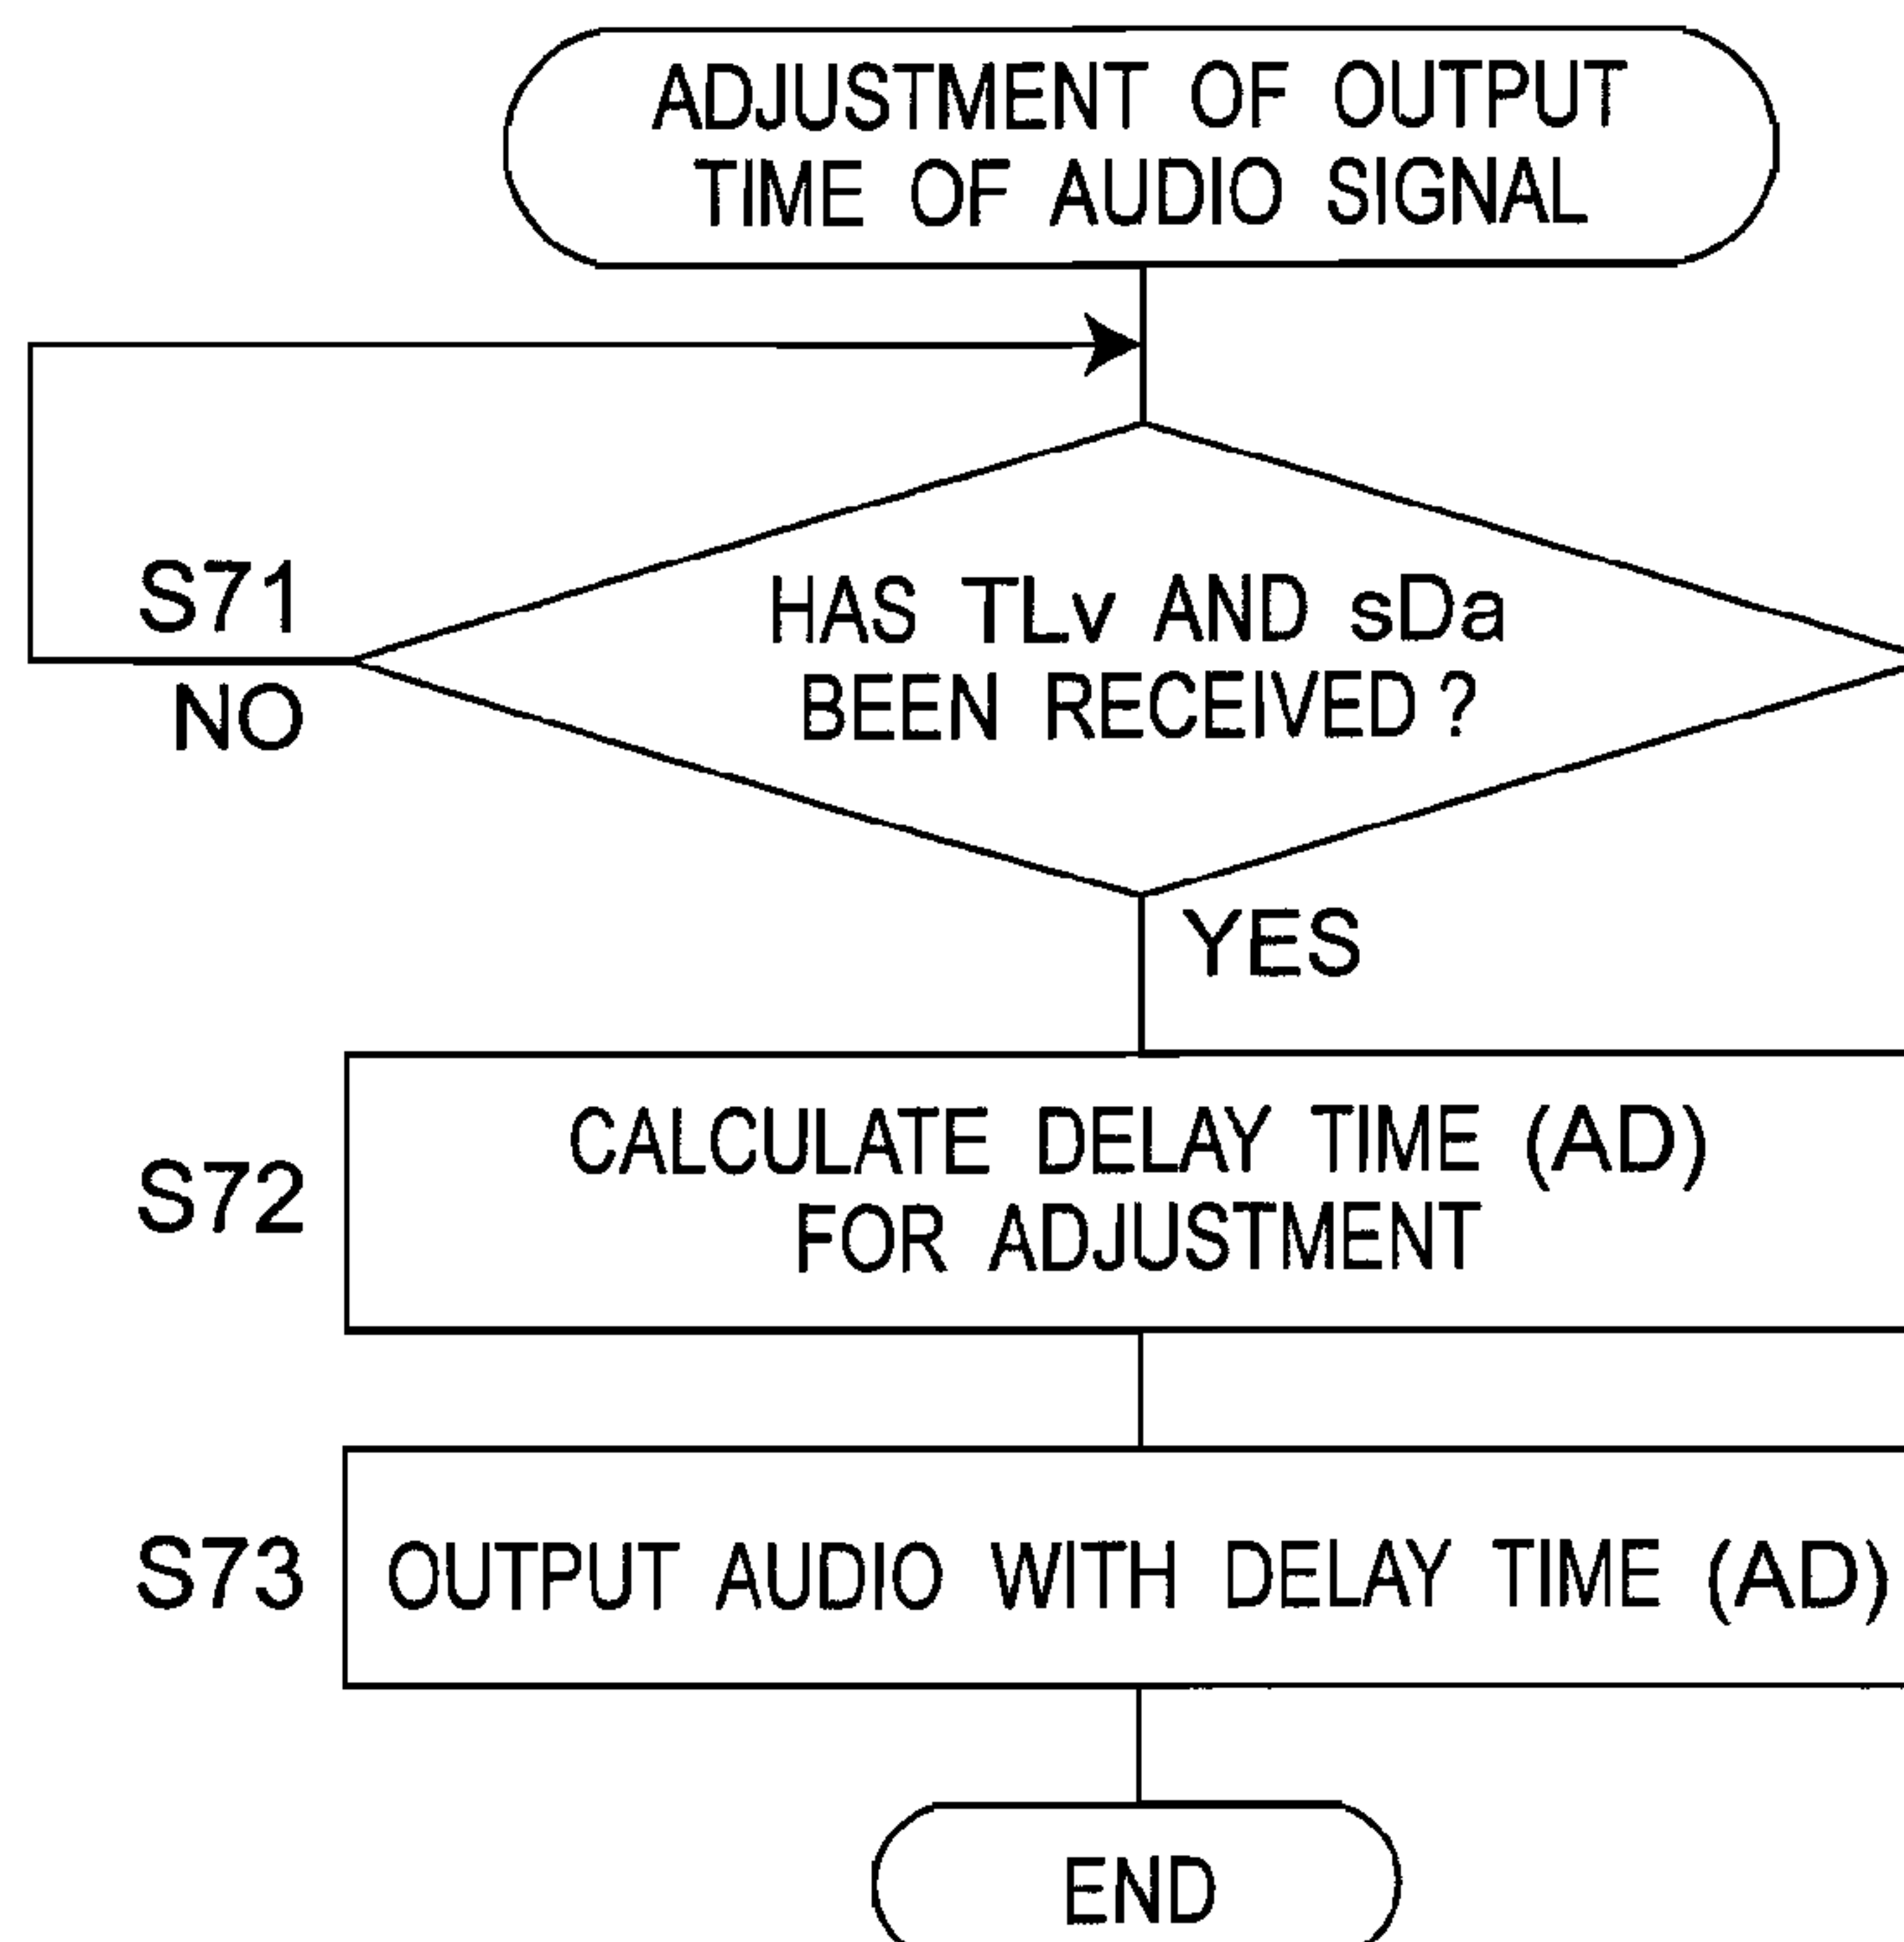 ADJUSTMENT OF OUTPUT
TIME OF AUDIO SIGNAL
S71
HAS TLv AND sDa
BEEN RECEIVED?
NO
YES
S72
CALCULATE DELAY TIME (AD)
FOR ADJUSTMENT
S73
OUTPUT AUDIO WITH DELAY TIME (AD)
END